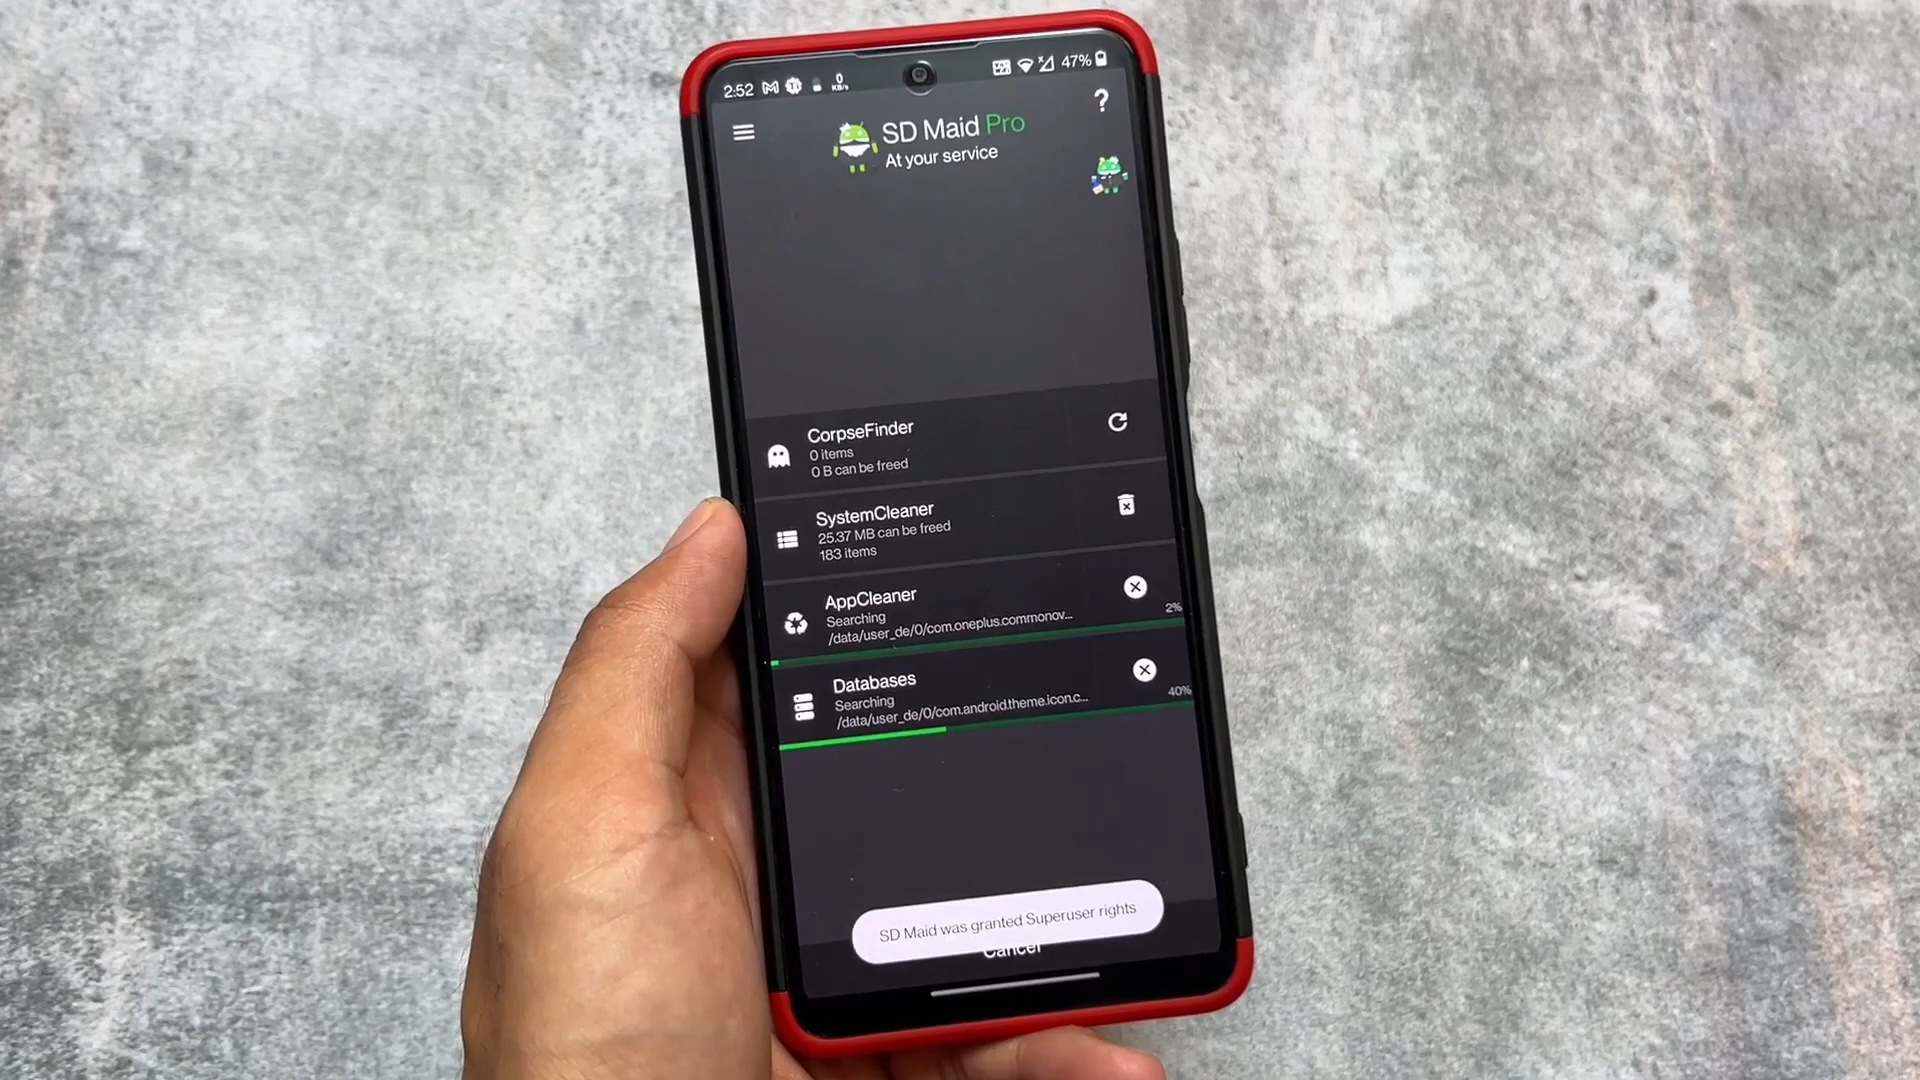 2:52
0
KB/s
47%
?
SD Maid Pro
At your service
CorpseFinder
0 items
0 B can be freed
SystemCleaner
25.37 MB can be freed
183 items
AppCleaner
Searching
/data/user_de/0/com.oneplus.commonov...
2%
Databases
Searching
/data/user_de/0/com.android.theme.icon.c...
40%
SD Maid was granted Superuser rights
Cancel